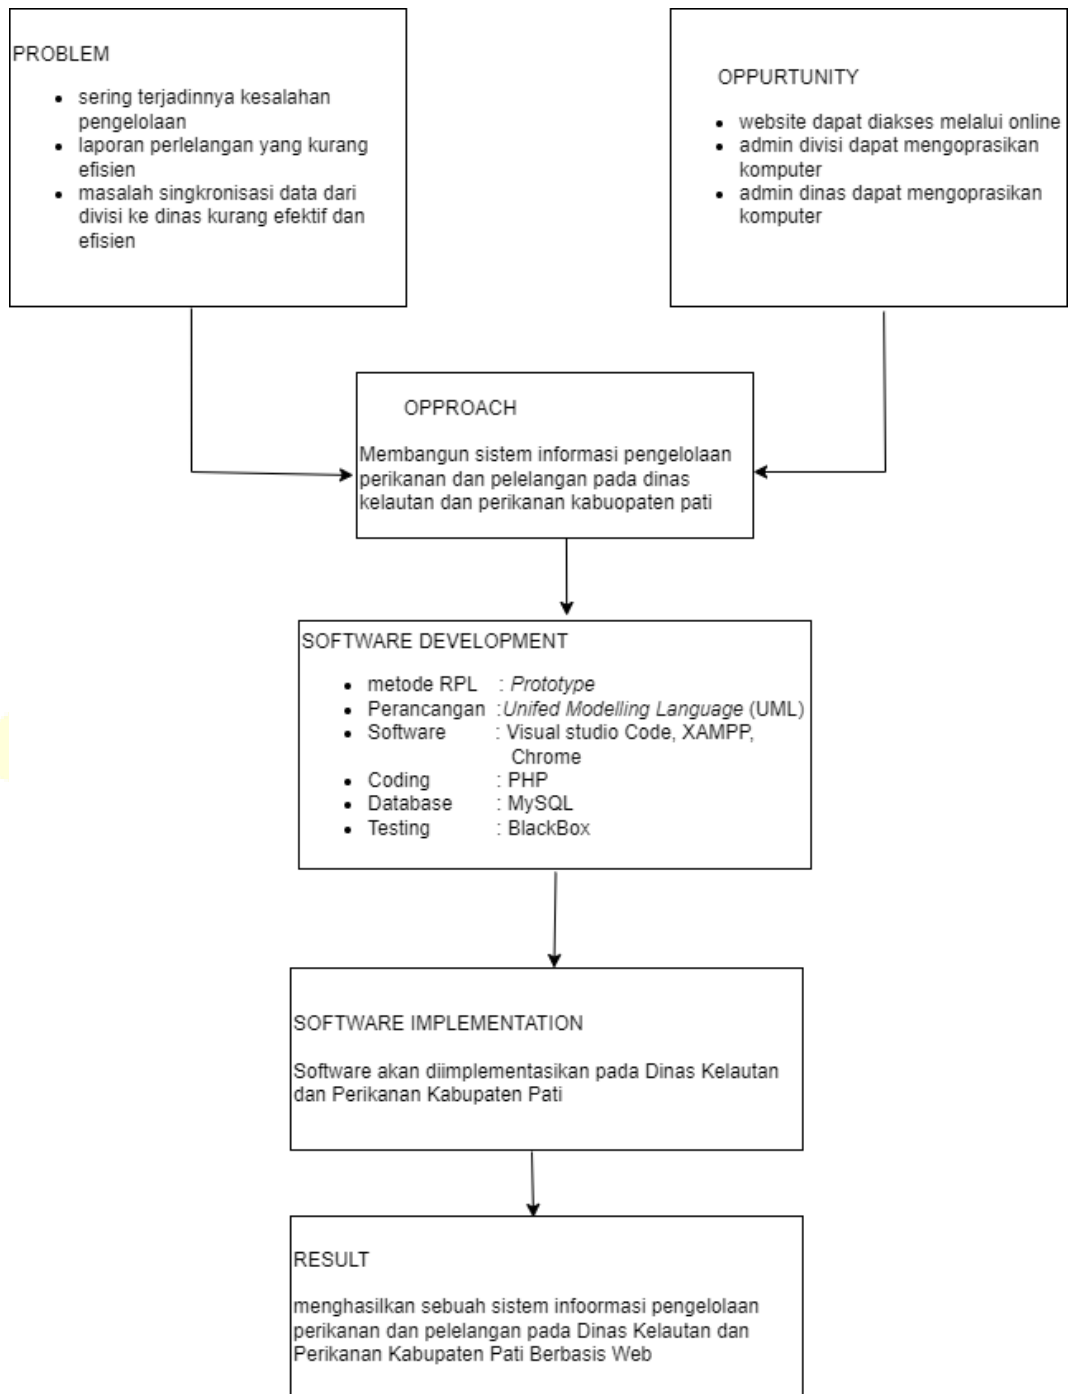 PROBLEM
• sering terjadinnya kesalahan
pengelolaan
• laporan perlelangan yang kurang
efisien
• masalah singkronisasi data dari
divisi ke dinas kurang efektif dan
efisien
OPPURTUNITY
• website dapat diakses melalui online
• admin divisi dapat mengoprasikan
komputer
• admin dinas dapat mengoprasikan
komputer
OPPROACH
Membangun sistem informasi pengelolaan
perikanan dan pelelangan pada dinas
kelautan dan perikanan kabuopaten pati
SOFTWARE DEVELOPMENT
• metode RPL : Prototype
• Perancangan :Unifed Modelling Language (UML)
• Software : Visual studio Code, XAMPP,
Chrome
• Coding : PHP
• Database : MySQL
• Testing : BlackBox
SOFTWARE IMPLEMENTATION
Software akan diimplementasikan pada Dinas Kelautan
dan Perikanan Kabupaten Pati
RESULT
menghasilkan sebuah sistem infoormasi pengelolaan
perikanan dan pelelangan pada Dinas Kelautan dan
Perikanan Kabupaten Pati Berbasis Web